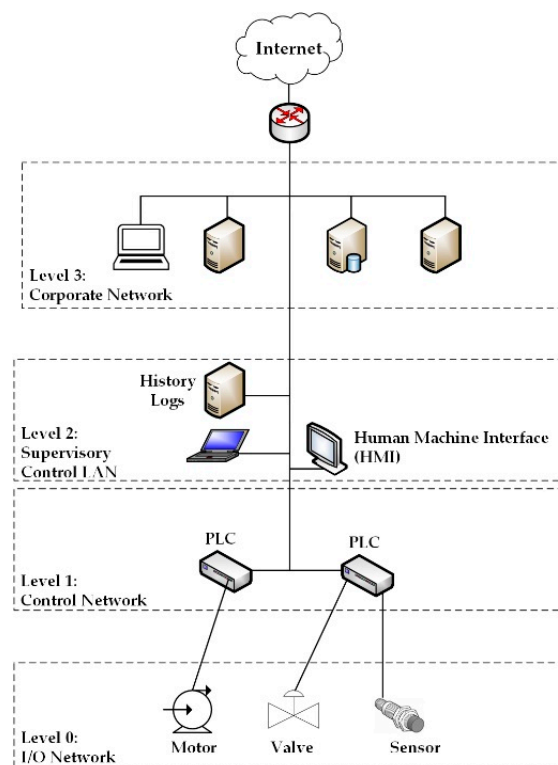 Internet
Level 3:
Corporate Network
History
Logs
Level 2:
Supervisory
Control LAN
Human Machine Interface
(HMI)
PLC
PLC
Level 1:
Control Network
Level 0:
I/O Network
Motor
Valve
Sensor